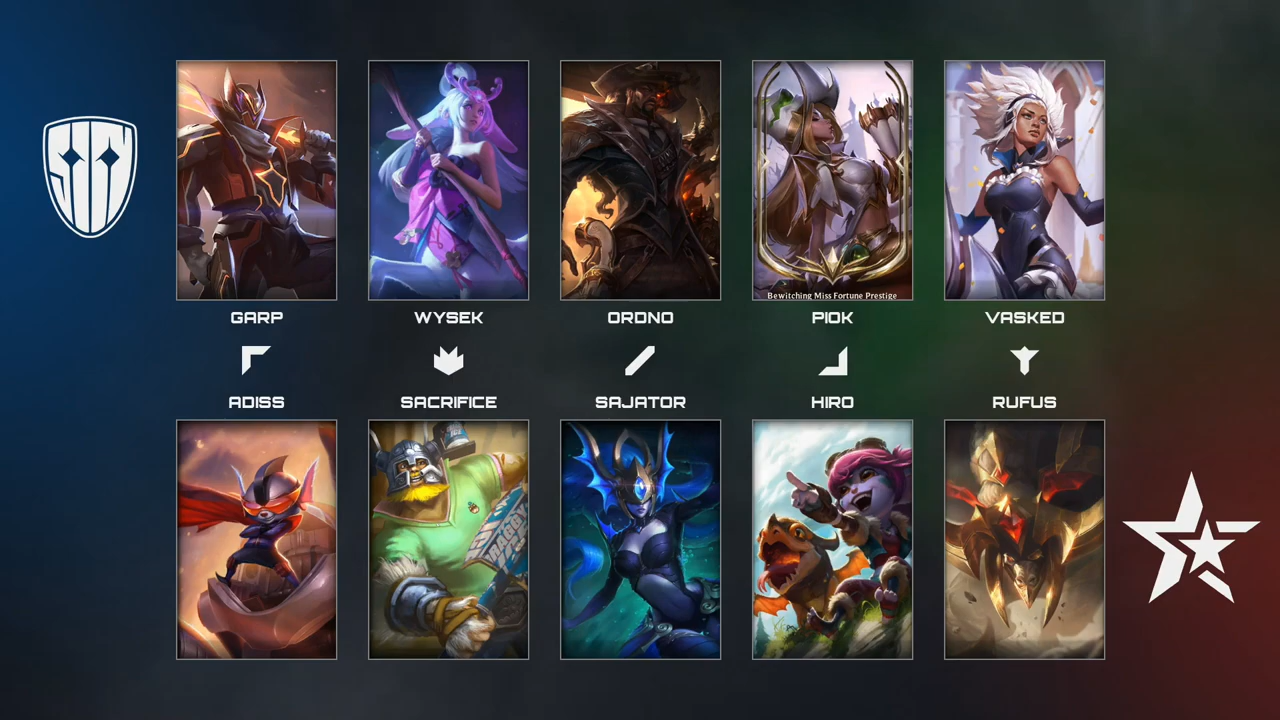 GARP
WYSEK
ORDNO
Bewitching Miss Fortune Prestige
PIOK
VASKED
ADISS
SACRIFICE
SAJATOR
HIRO
RUFUS